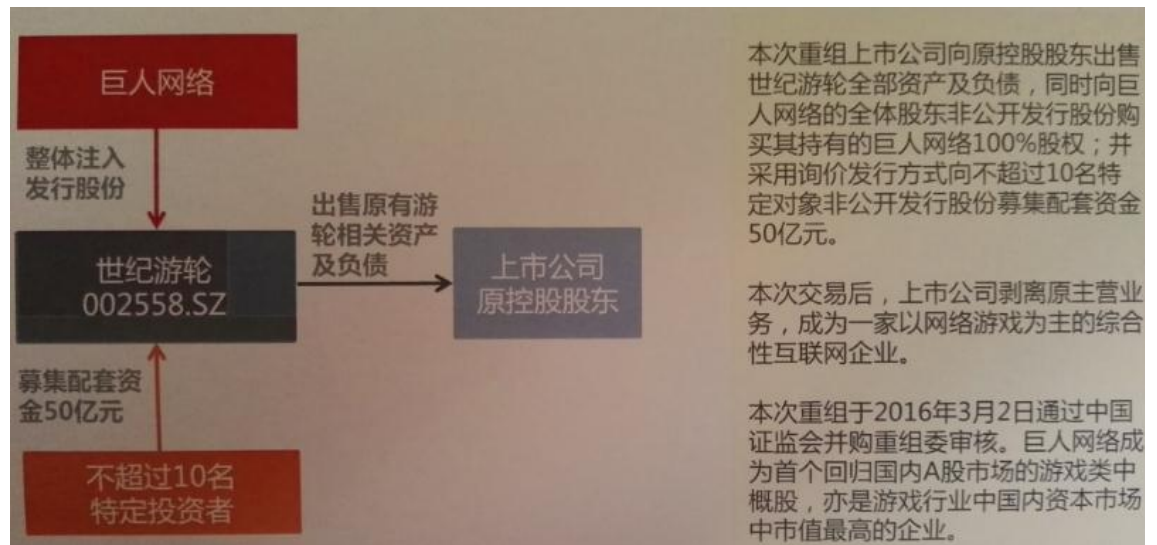 巨人网络
整体注入
发行股份
出售原有游
轮相关资产
及负债
世纪游轮
002558.SZ
上市公司
原控股股东
募集配套资
金50亿元
不超过10名
特定投资者
本次重组上市公司向原控股股东出售
世纪游轮全部资产及负债，同时向巨
人网络的全体股东非公开发行股份购
买其持有的巨人网络100%股权；并
采用询价发行方式向不超过10名特
定对象非公开发行股份募集配套资金
50亿元。
本次交易后，上市公司剥离原主营业
务，成为一家以网络游戏为主的综合
性互联网企业。
本次重组于2016年3月2日通过中国
证监会并购重组委审核。巨人网络成
为首个回归国内A股市场的游戏类中
概股，亦是游戏行业中国内资本市场
中市值最高的企业。